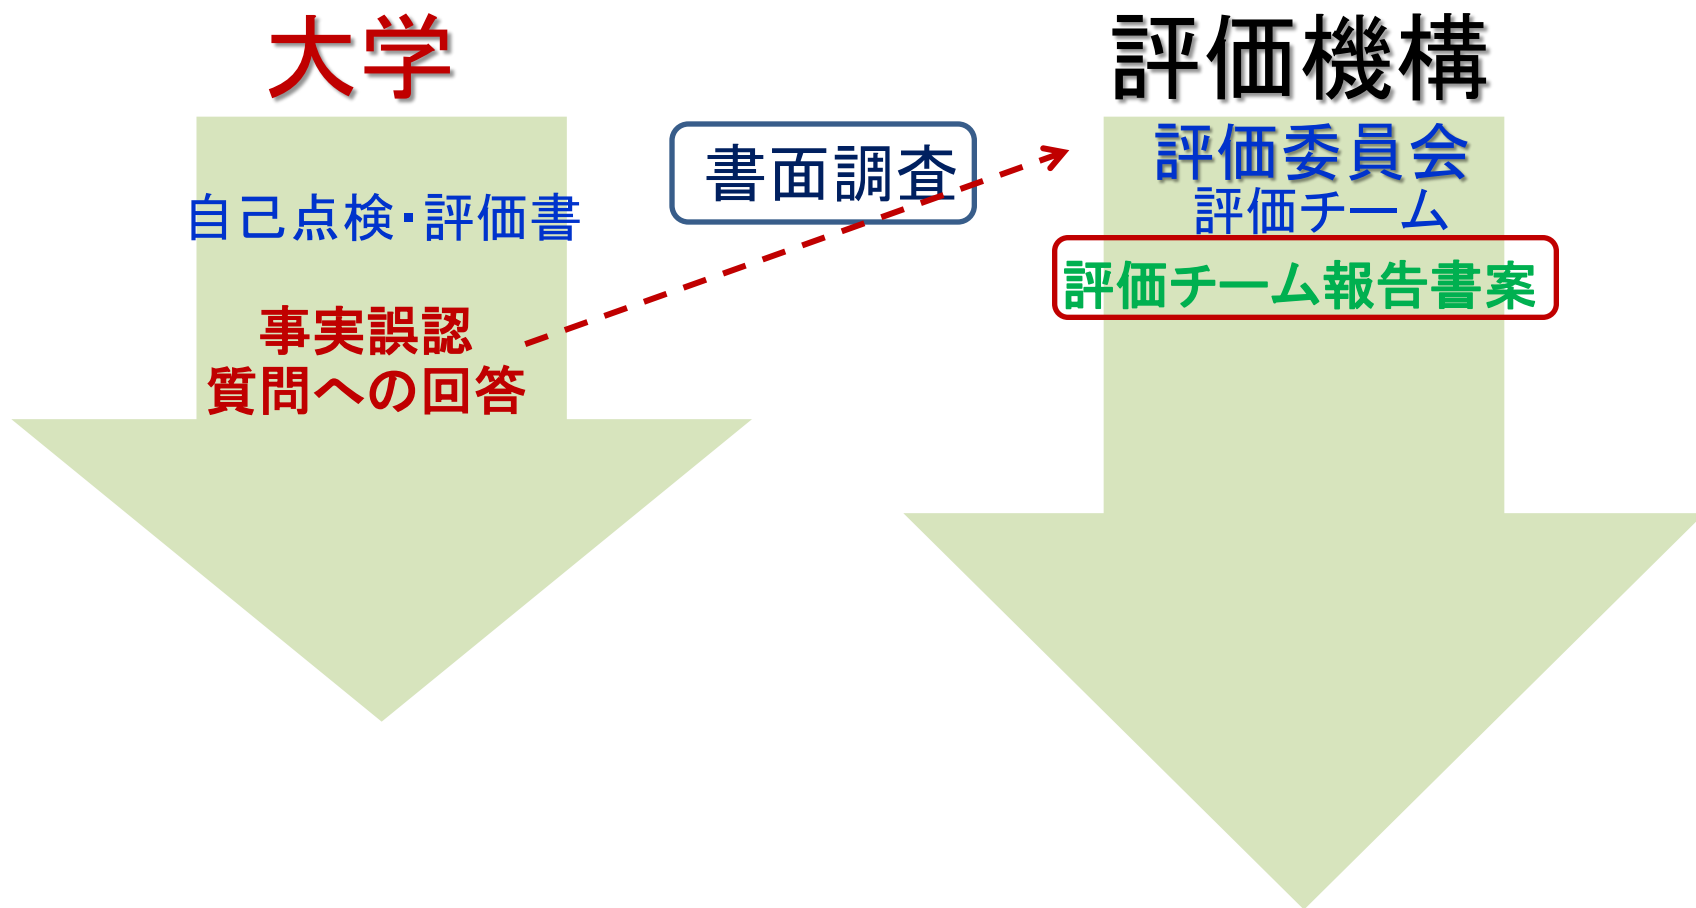 大学
自己点検・評価書
事実誤認
質問への回答
書面調査
評価機構
評価委員会
評価チーム
評価チーム報告書案